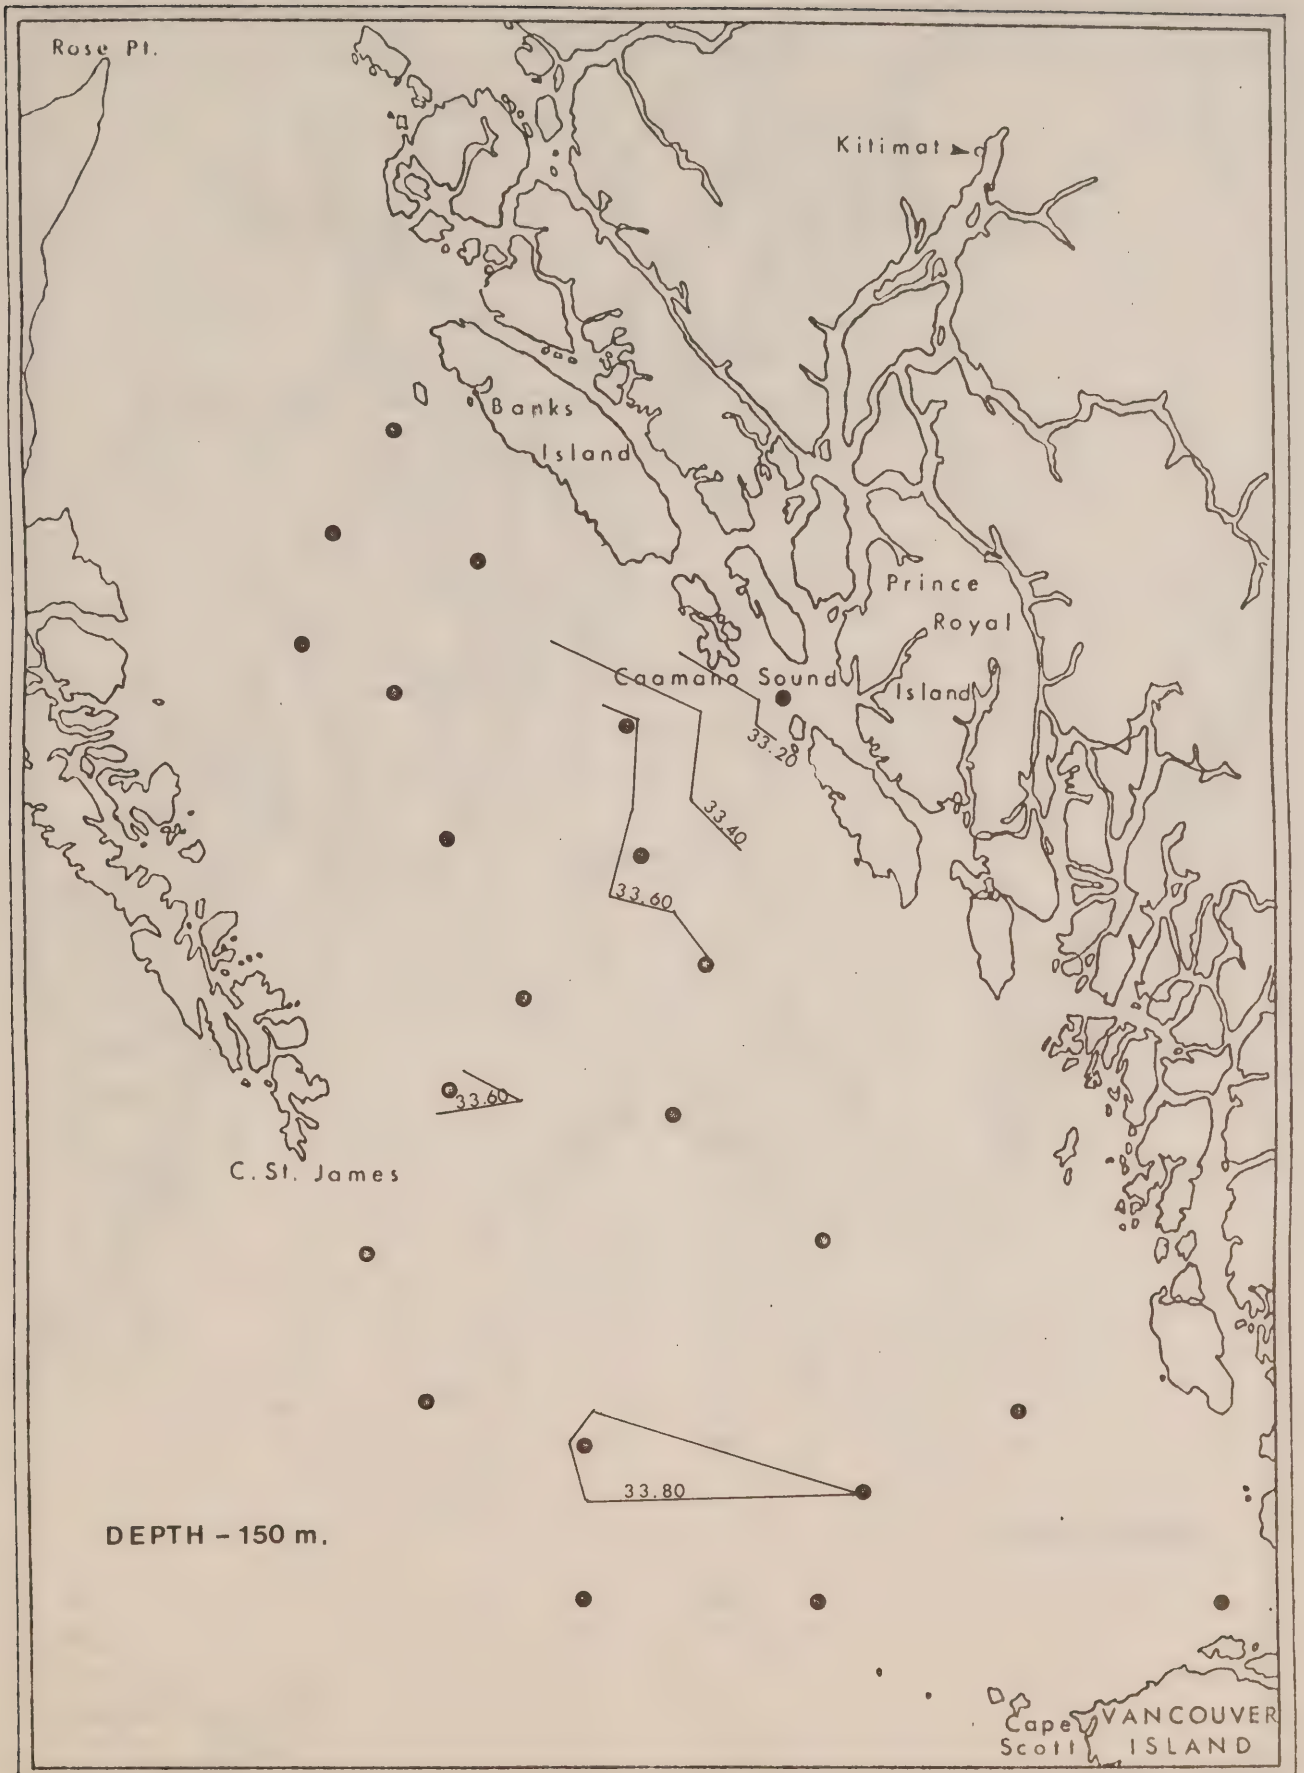 Rose Pt.
Kitimat
Banks
Island
Prince
Royal
Island
Caamano Sound
33.20
33.40
33.60
33.60
C. St. James
33.80
DEPTH - 150 m.
Cape
Scott
VANCOUVER
ISLAND